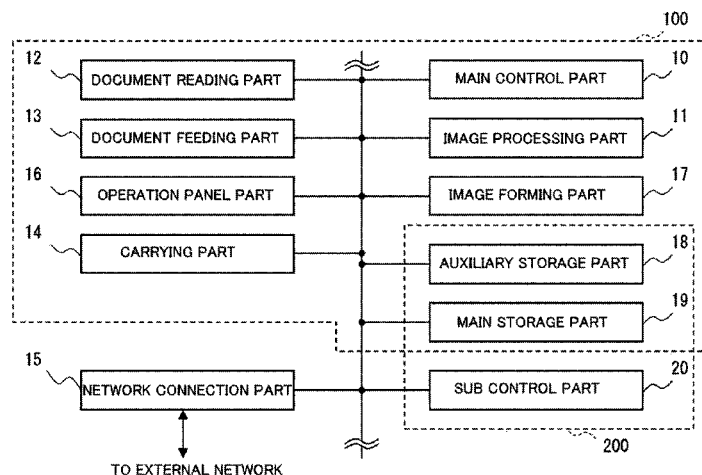 100
12
DOCUMENT READING PART
10
MAIN CONTROL PART
13
DOCUMENT FEEDING PART
11
IMAGE PROCESSING PART
16
OPERATION PANEL PART
17
IMAGE FORMING PART
14
CARRYING PART
18
AUXILIARY STORAGE PART
19
MAIN STORAGE PART
15
NETWORK CONNECTION PART
20
SUB CONTROL PART
200
TO EXTERNAL NETWORK